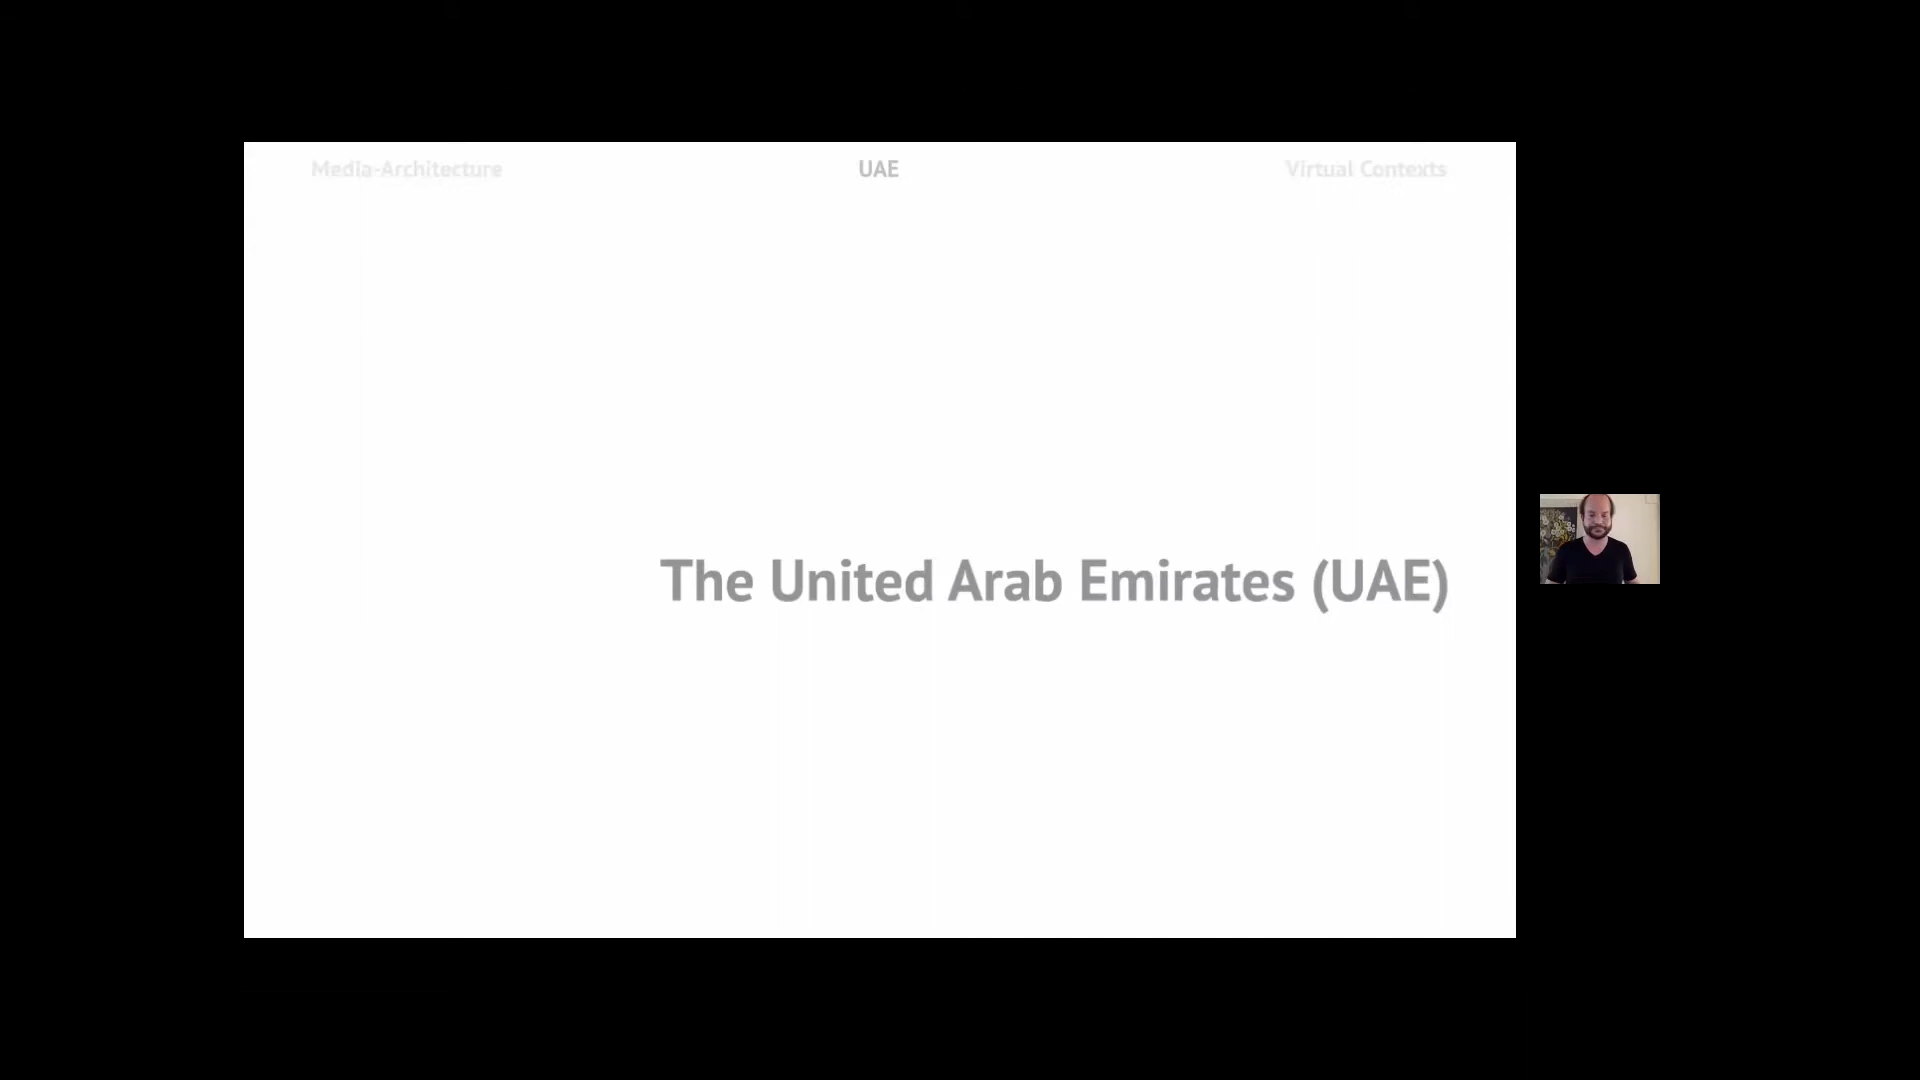 Media-Architecture
UAE
Virtual Contexts
The United Arab Emirates (UAE)